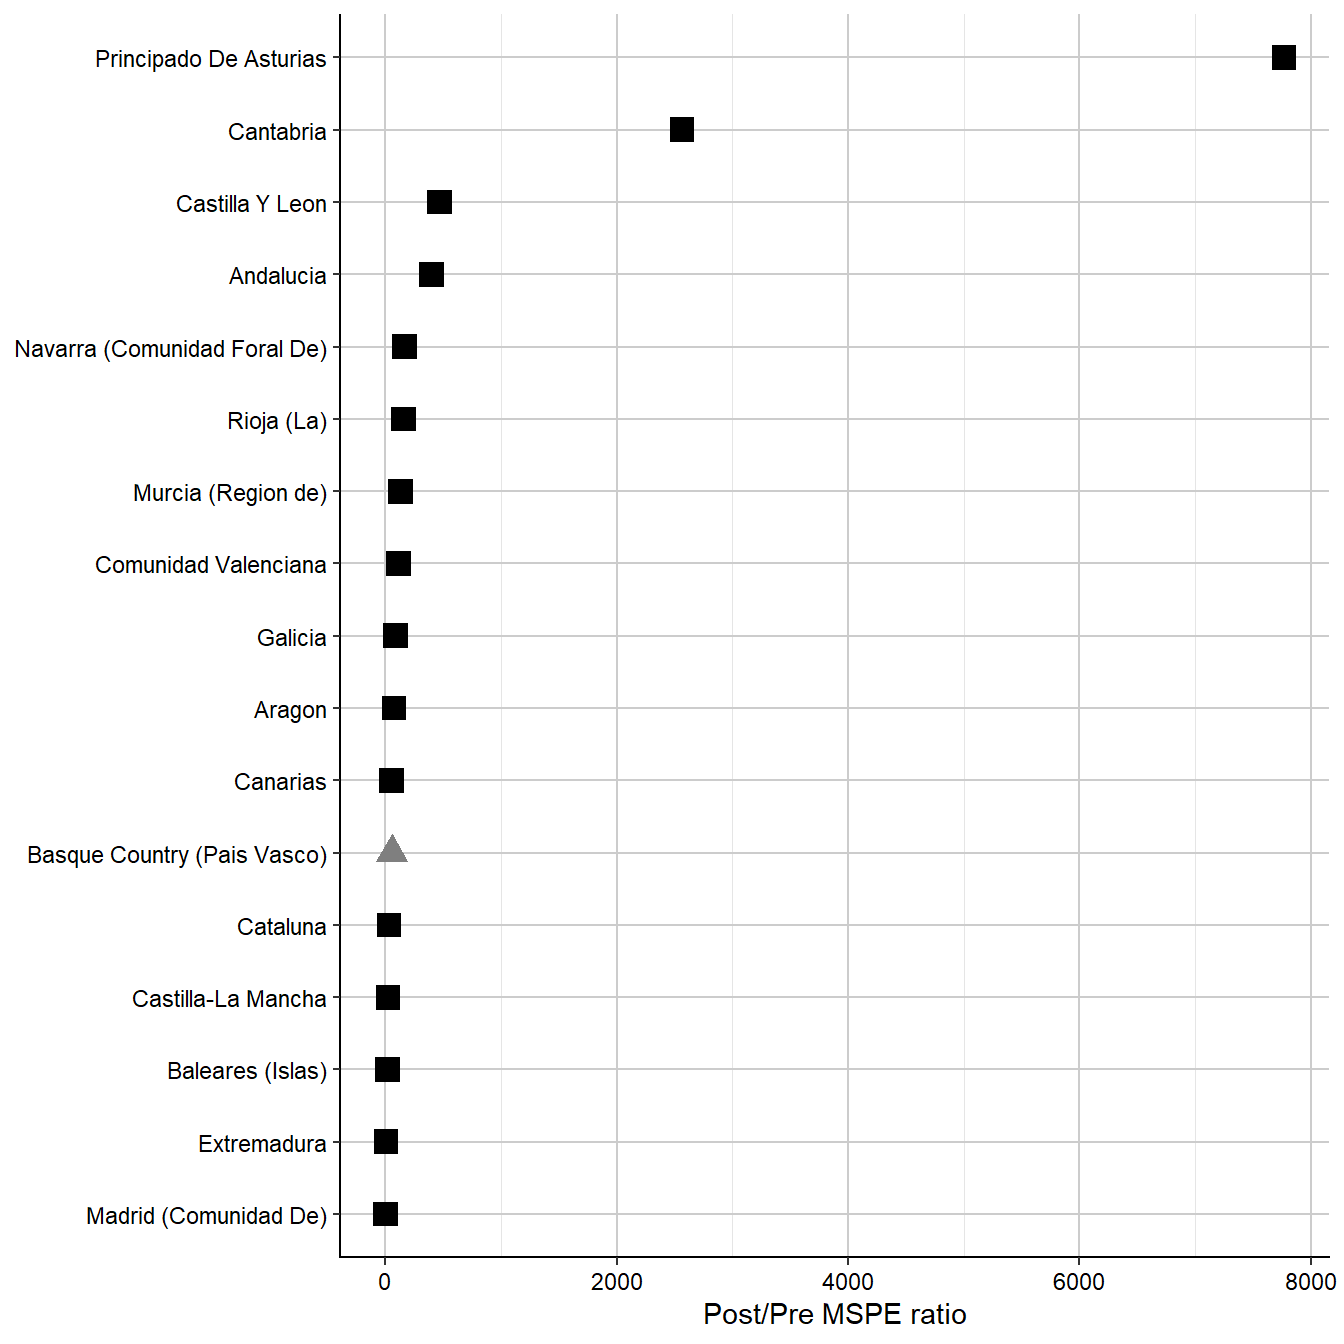 Principado De Asturias
Cantabria
Castilla Y Leon
Andalucia
Navarra (Comunidad Foral De)
Rioja (La)
Murcia (Region de)
Comunidad Valenciana
Galicia
Aragon
Canarias
Basque Country (Pais Vasco)
Cataluna
Castilla-La Mancha
Baleares (Islas)
Extremadura
Madrid (Comunidad De)
0 2000 4000 6000 8000
Post/Pre MSPE ratio